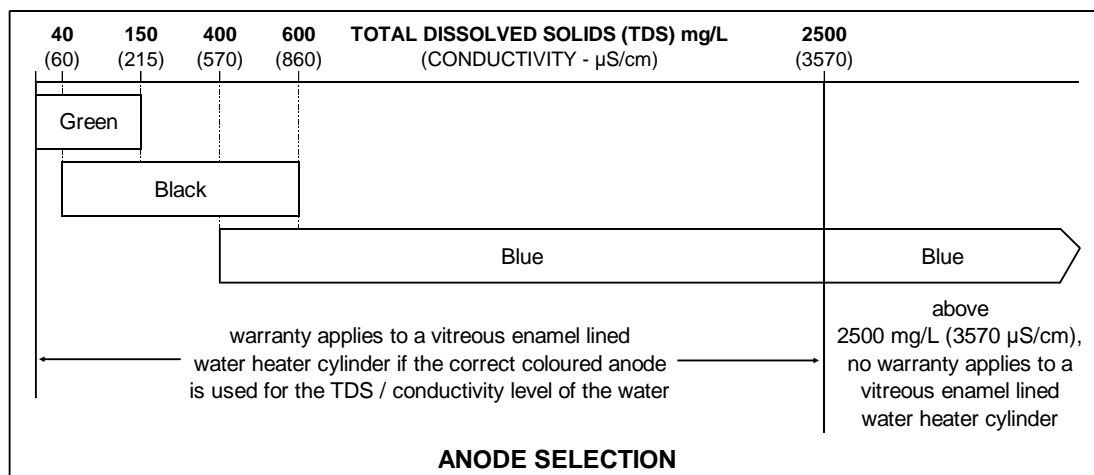 40 150 400 600 TOTAL DISSOLVED SOLIDS (TDS) mg/L 2500
(60) (215) (570) (860) (CONDUCTIVITY - µS/cm) (3570)
Green
Black
Blue Blue
warranty applies to a vitreous enamel lined
water heater cylinder if the correct coloured anode
is used for the TDS / conductivity level of the water
above
2500 mg/L (3570 µS/cm),
no warranty applies to a
vitreous enamel lined
water heater cylinder
ANODE SELECTION